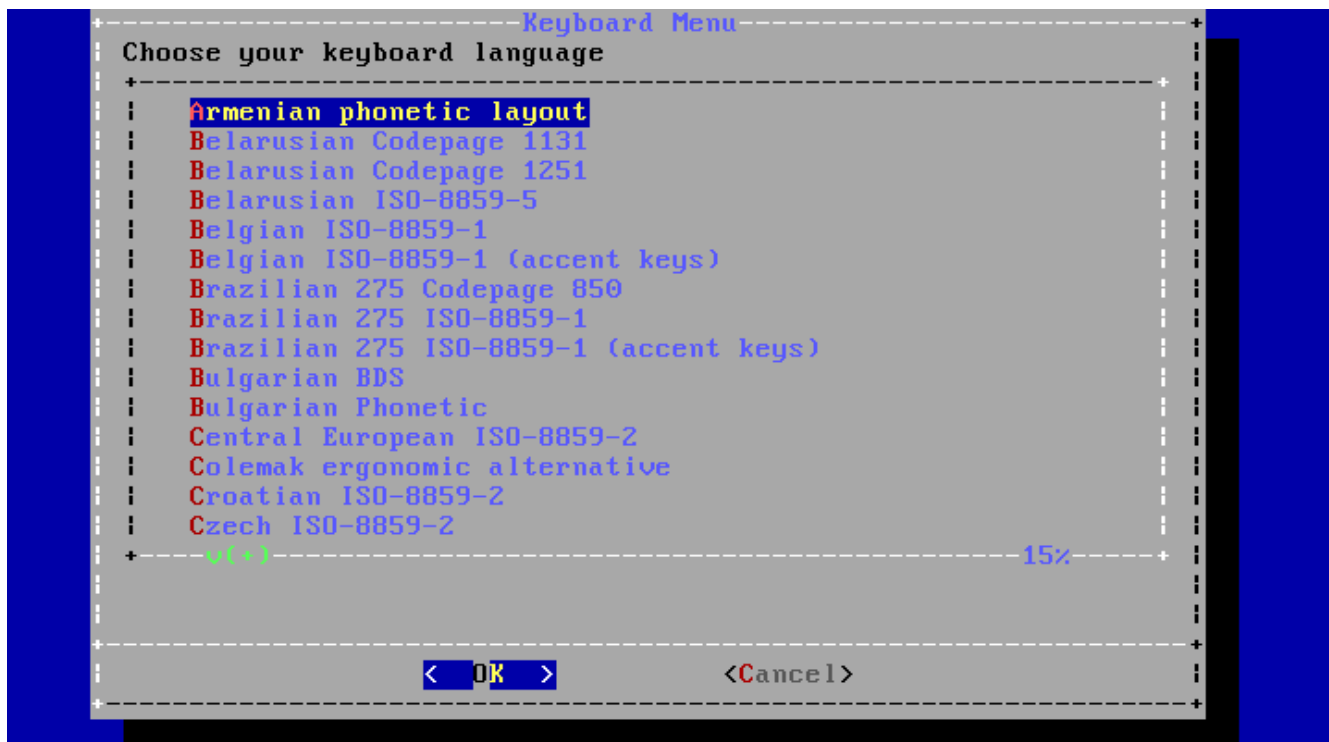 Keyboard Menu
Choose your keyboard language
Armenian phonetic layout
Belarusian Codepage 1131
Belarusian Codepage 1251
Belarusian ISO-8859-5
Belgian ISO-8859-1
Belgian ISO-8859-1 (accent keys)
Brazilian 275 Codepage 850
Brazilian 275 ISO-8859-1
Brazilian 275 ISO-8859-1 (accent keys)
Bulgarian BDS
Bulgarian Phonetic
Central European ISO-8859-2
Colemak ergonomic alternative
Croatian ISO-8859-2
Czech ISO-8859-2
v(+) 15%
< OK > <Cancel>